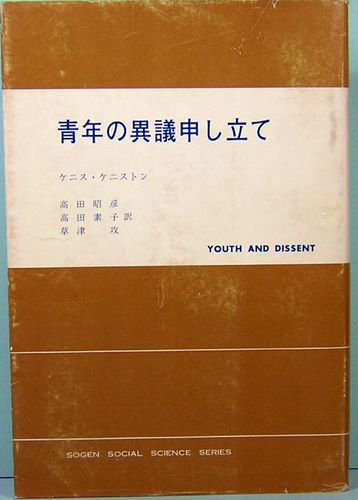 青年の異議申し立て
ケニス・ケニストン
高田昭彦
高田素子訳
草津攻
YOUTH AND DISSENT
SOGEN SOCIAL SCIENCE SERIES